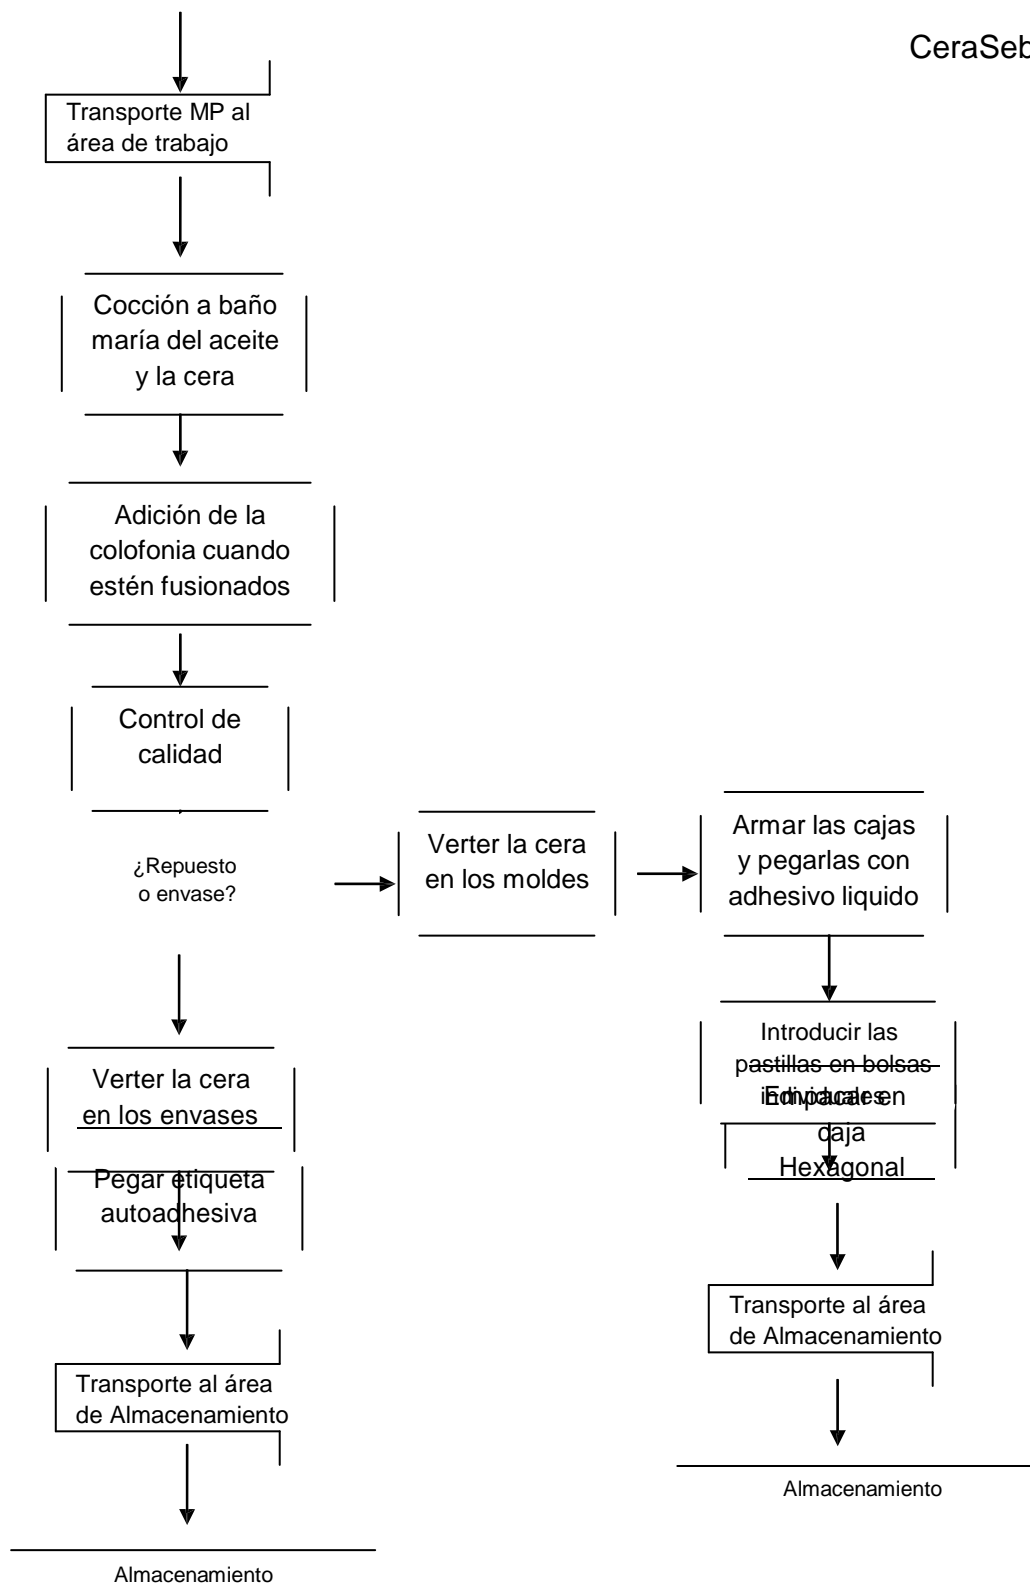 CeraSeb
Transporte MP al
área de trabajo
Cocción a baño
maría del aceite
y la cera
Adición de la
colofonia cuando
estén fusionados
Control de
calidad
¿Repuesto
o envase?
Verter la cera
en los moldes
Armar las cajas
y pegarlas con
adhesivo liquido
Introducir las
pastillas en bolsas
individuales
Empacar en
caja
Hexagonal
Transporte al área
de Almacenamiento
Almacenamiento
Verter la cera
en los envases
Pegar etiqueta
autoadhesiva
Transporte al área
de Almacenamiento
Almacenamiento